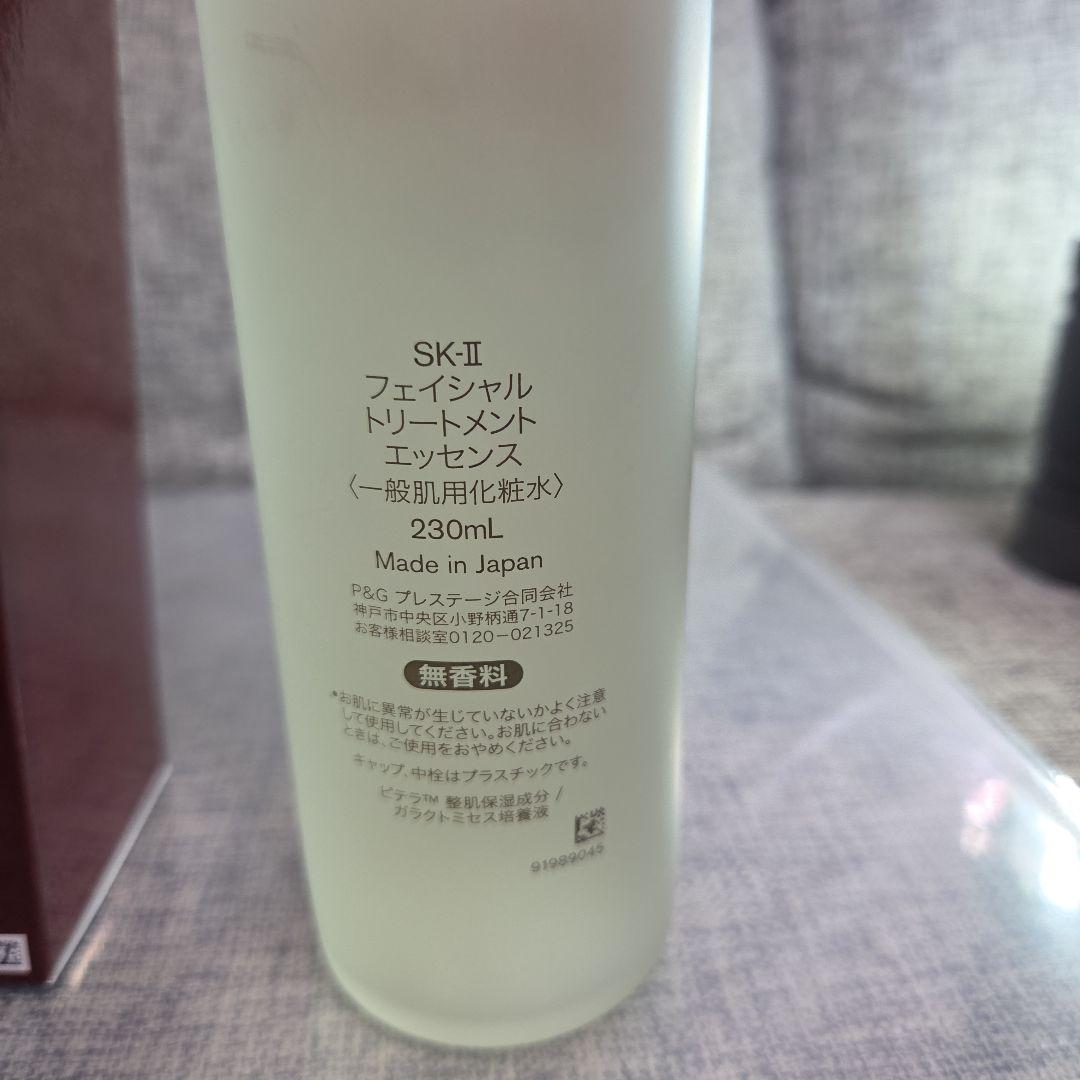 SK-Ⅱ
フェイシャル
トリートメント
エッセンス
〈一般肌用化粧水〉
230mL
Made in Japan
P&G プレステージ合同会社
神戸市中央区小野柄通7-1-18
お客様相談室0120-021325
無香料
*お肌に異常が生じていないかよく注意
して使用してください。お肌に合わない
ときは、ご使用をおやめください。
キャップ、中栓はプラスチックです。
ピテラ™ 整肌保湿成分 /
ガラクトミセス培養液
91989045